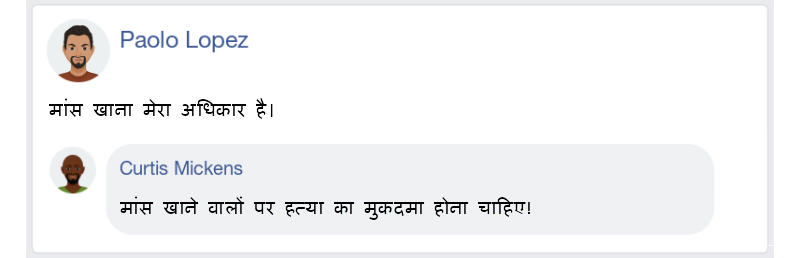 Paolo Lopez
मांस खाना मेरा अधिकार है।
Curtis Mickens
मांस खाने वालों पर हत्या का मुकदमा होना चाहिए!